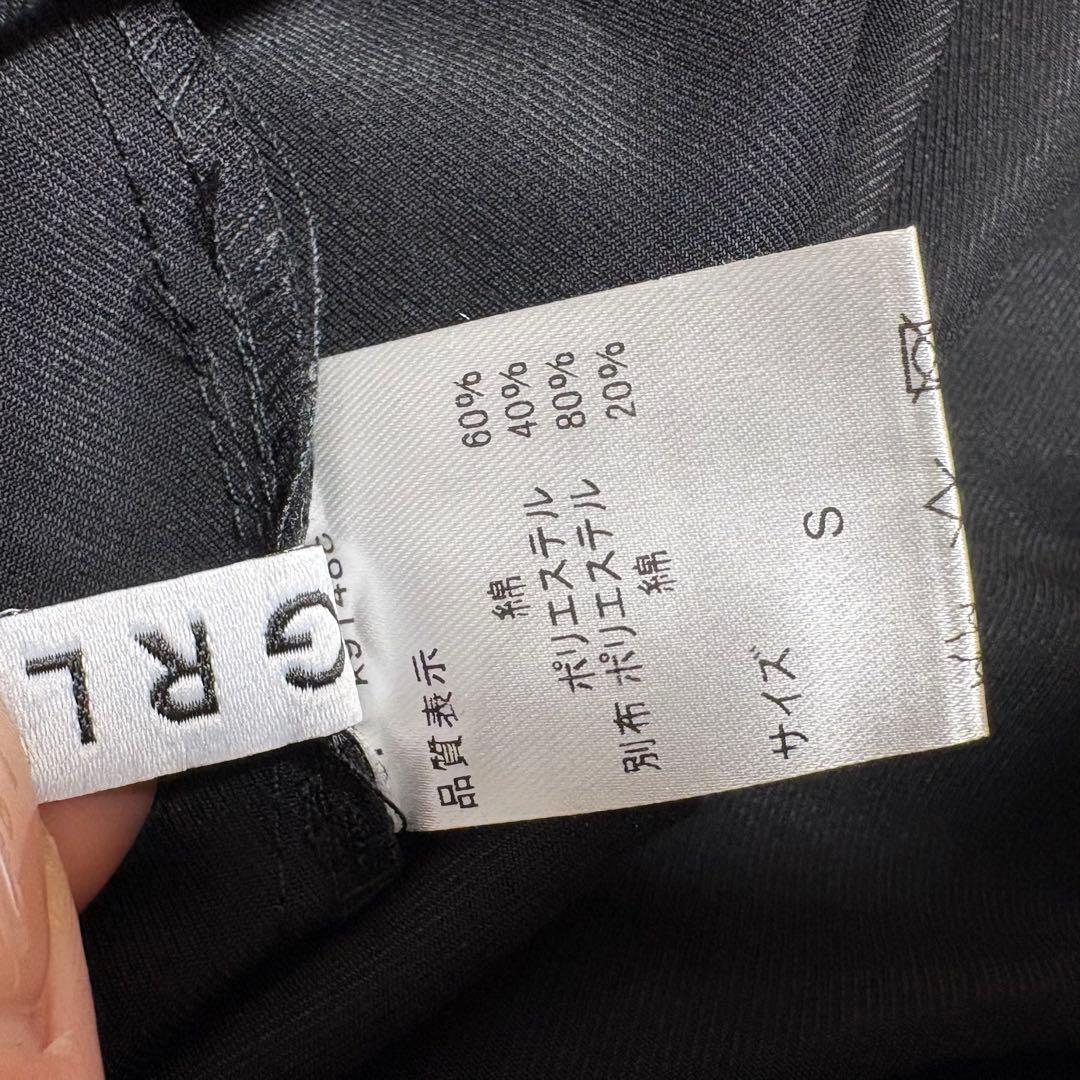 GRL
品質表示
綿 60%
ポリエステル 40%
別布 ポリエステル 80%
綿 20%
サイズ S